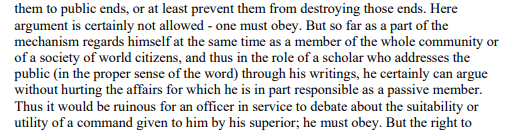 them to public ends, or at least prevent them from destroying those ends. Here
argument is certainly not allowed - one must obey. But so far as a part of the
mechanism regards himself at the same time as a member of the whole community or
of a society of world citizens, and thus in the role of a scholar who addresses the
public (in the proper sense of the word) through his writings, he certainly can argue
without hurting the affairs for which he is in part responsible as a passive member.
Thus it would be ruinous for an officer in service to debate about the suitability or
utility of a command given to him by his superior; he must obey. But the right to